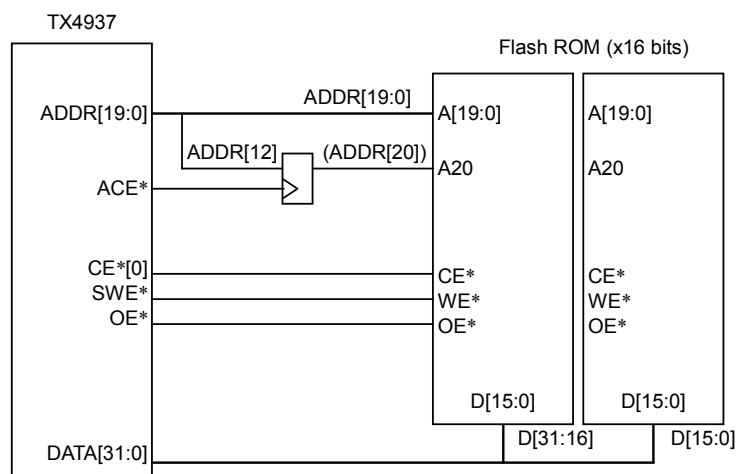 TX4937
Flash ROM (x16 bits)
ADDR[19:0]
ADDR[19:0]
A[19:0]
A[19:0]
ADDR[12]
(ADDR[20])
A20
A20
ACE*
CE*[0]
CE*
CE*
SWE*
WE*
WE*
OE*
OE*
OE*
D[15:0]
D[15:0]
D[31:16]
D[15:0]
DATA[31:0]